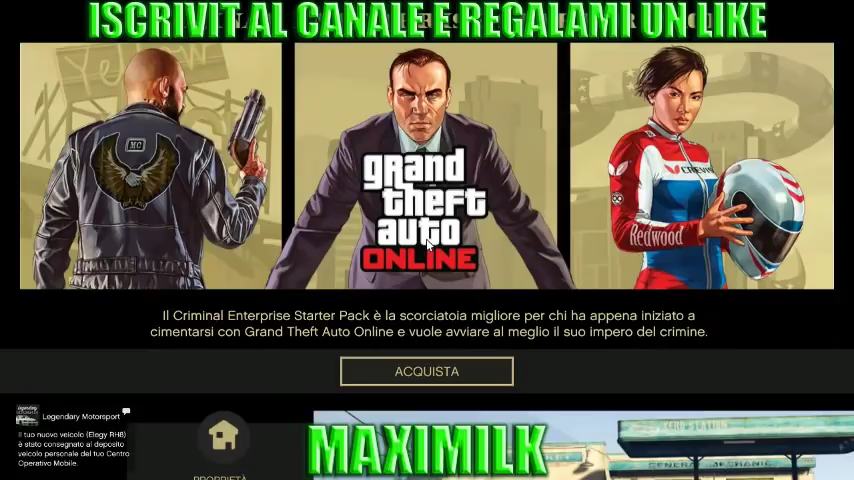 ISCRIVIT AL CANALE E REGALAMI UN LIKE
Yellow
MC
grand
theft
auto
ONLINE
Redwood
Il Criminal Enterprise Starter Pack è la scorciatoia migliore per chi ha appena iniziato a
cimentarsi con Grand Theft Auto Online e vuole avviare al meglio il suo impero del crimine.
ACQUISTA
Legendary Motorsport
Il tuo nuovo veicolo (Elegy RH8)
è stato consegnato al deposito
veicolo personale del tuo Centro
Operativo Mobile.
PROPRIETÀ
MAXIMILK
GENERAL MECHANIC